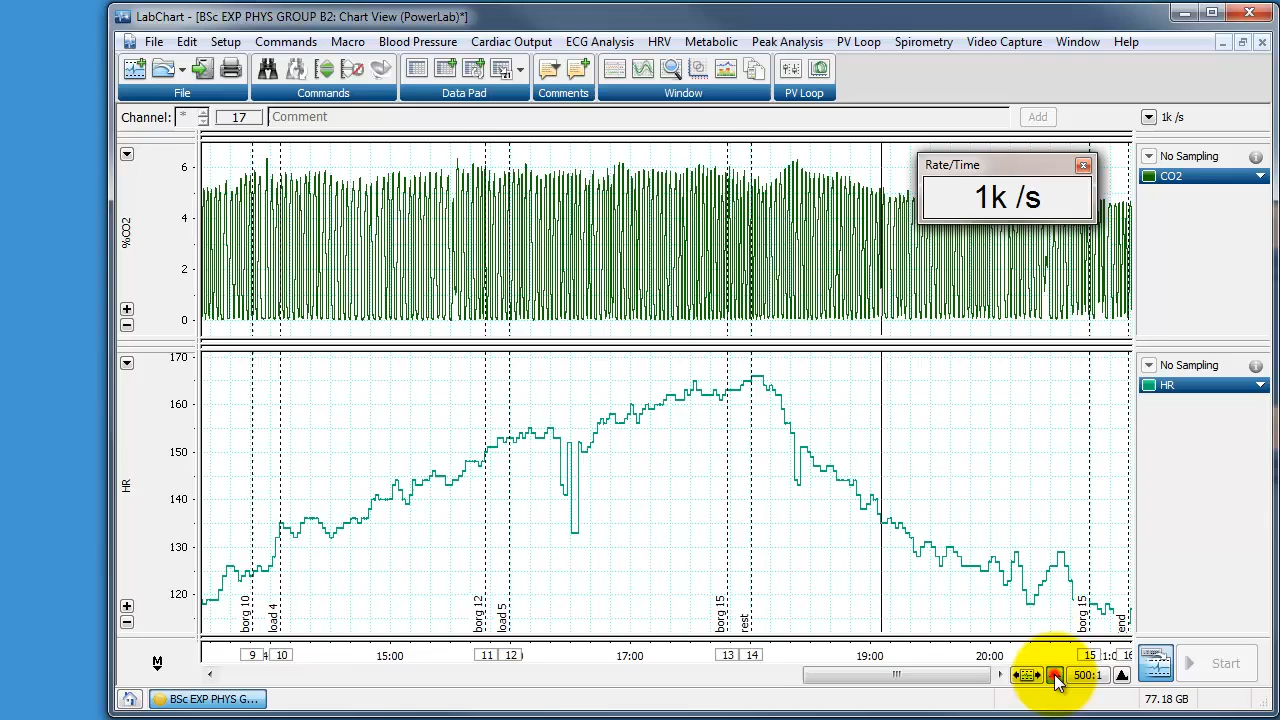 LabChart - [BSc EXP PHYS GROUP B2: Chart View (PowerLab)*]
File Edit Setup Commands Macro Blood Pressure Cardiac Output ECG Analysis HRV Metabolic Peak Analysis PV Loop Spirometry Video Capture Window Help
File Commands Data Pad Comments Window PV Loop
Channel: * 17 Comment Add 1k /s
Rate/Time
1k /s
No Sampling
CO2
6
4
2
0
%CO2
No Sampling
HR
170
160
150
140
130
120
HR
borg 10
load 4
borg 12
load 5
borg 15
rest
borg 15
end
9 10 15:00 11 12 17:00 13 14 19:00 20:00 15
M
500:1
Start
BSc EXP PHYS G...
77.18 GB